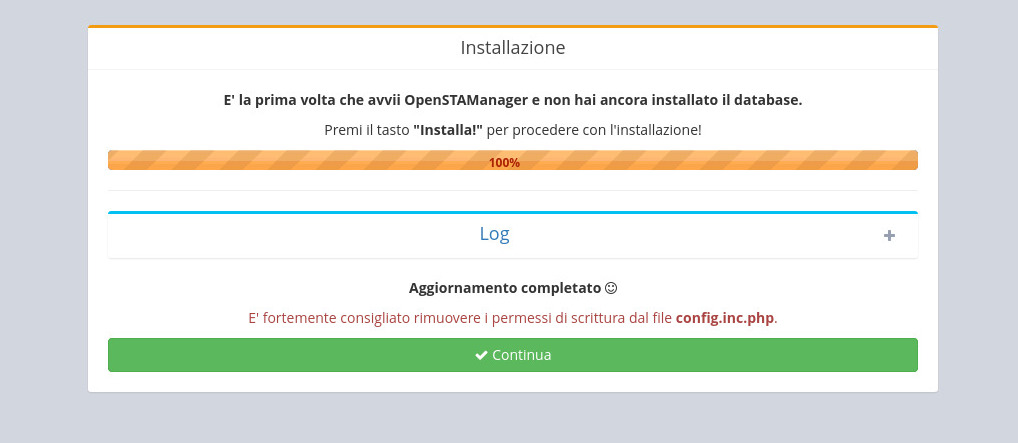 Installazione
E' la prima volta che avvii OpenSTAManager e non hai ancora installato il database.
Premi il tasto "Installa!" per procedere con l'installazione!
100%
Log
Aggiornamento completato
E' fortemente consigliato rimuovere i permessi di scrittura dal file config.inc.php.
Continua